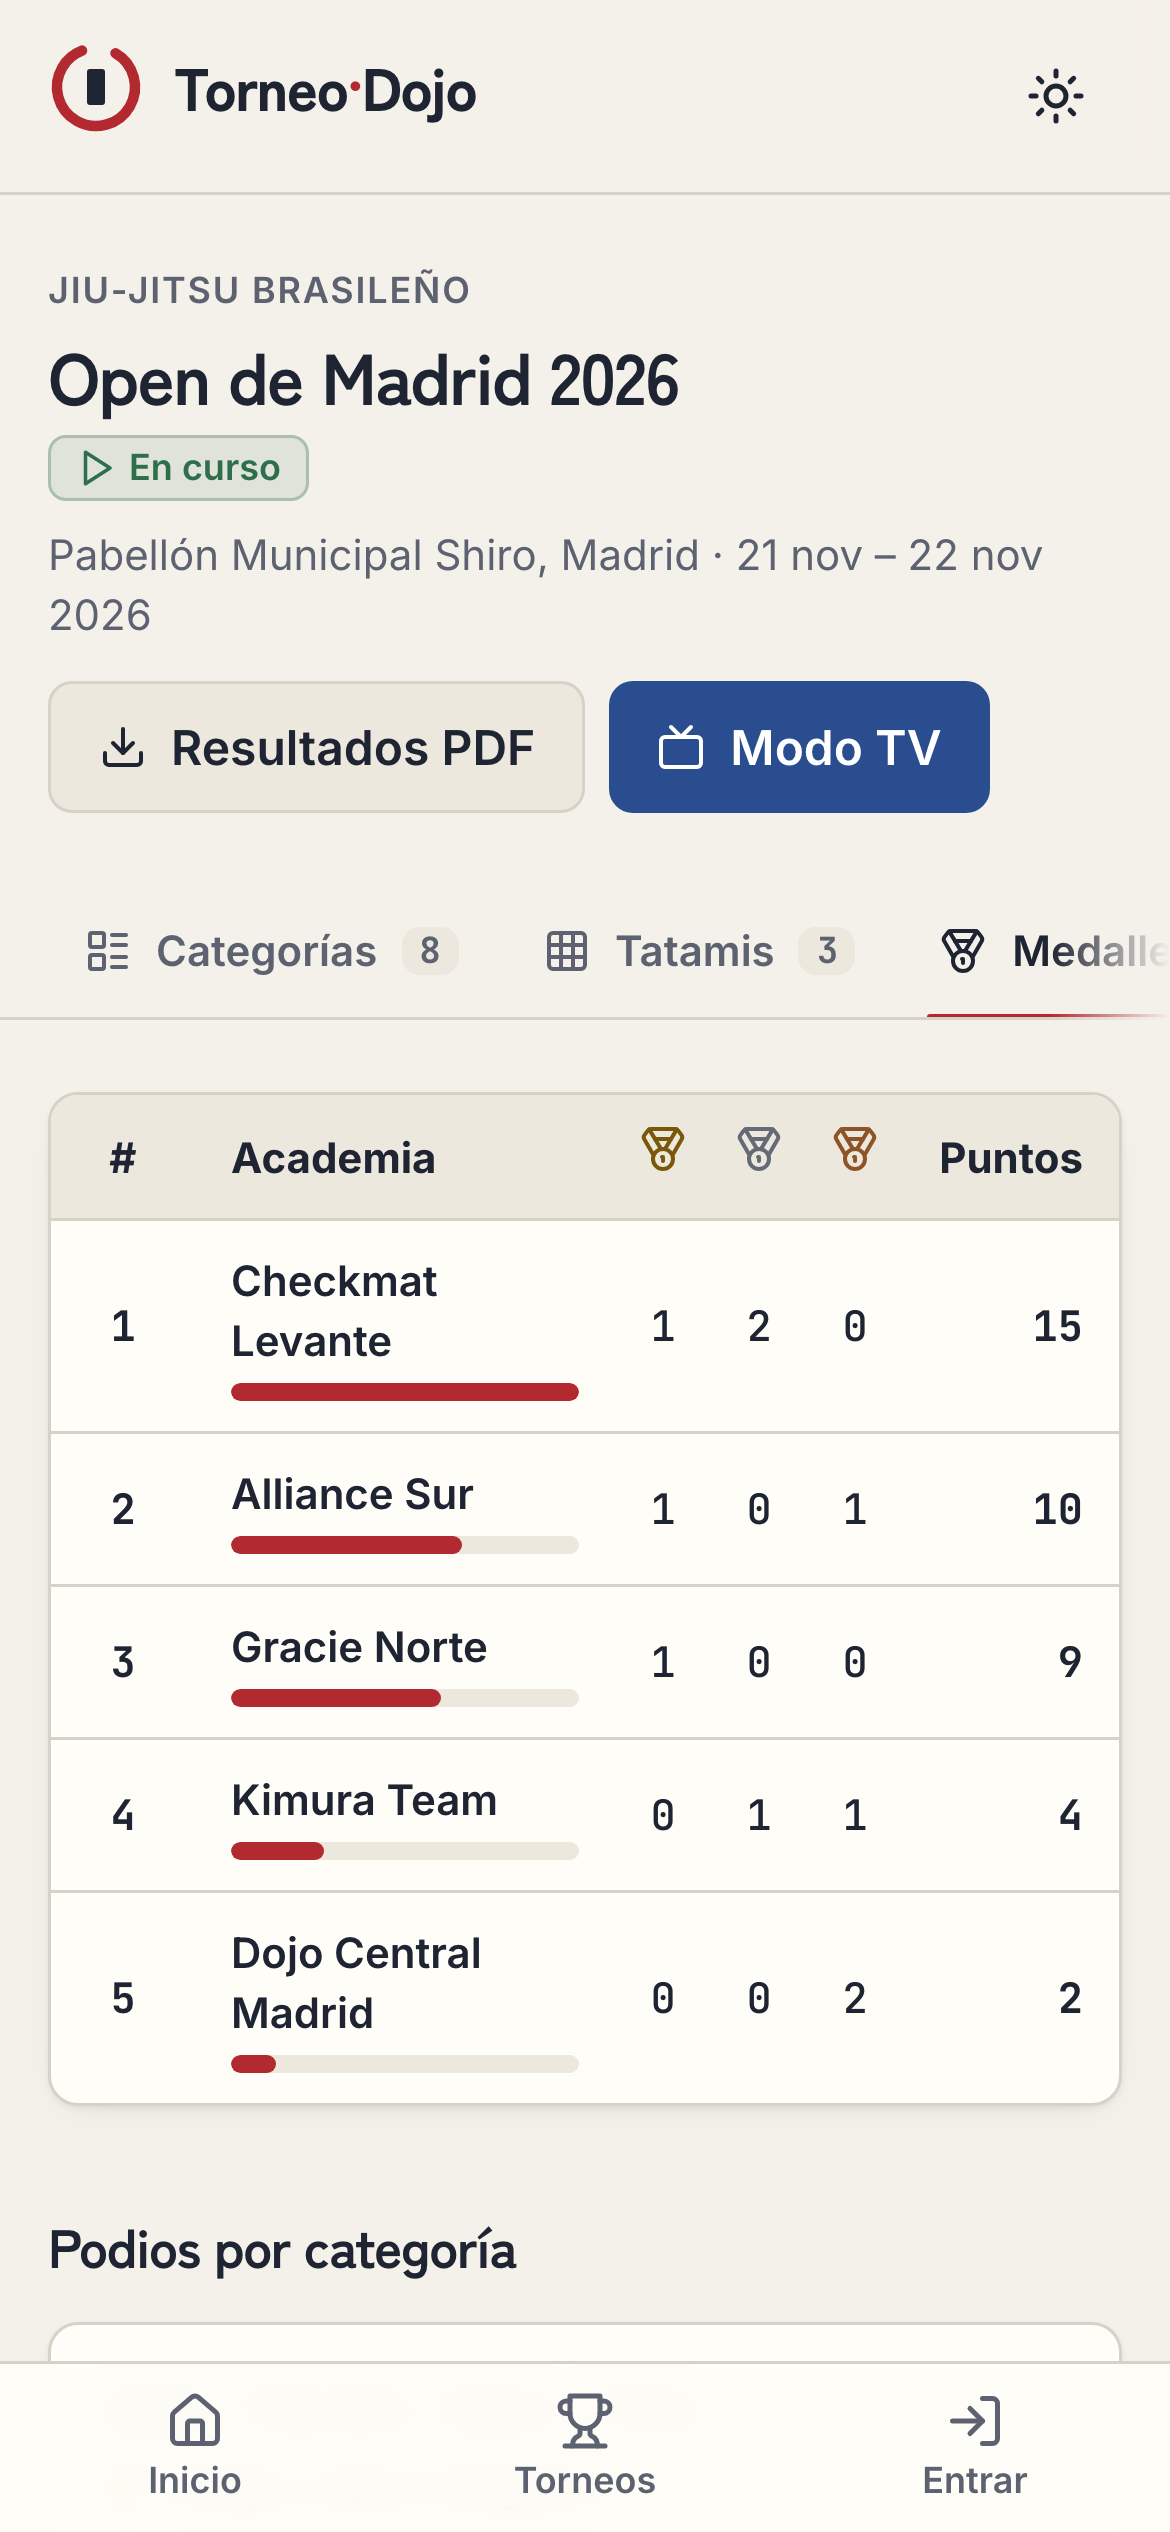 Torneo·Dojo
JIU-JITSU BRASILEÑO
Open de Madrid 2026
En curso
Pabellón Municipal Shiro, Madrid · 21 nov – 22 nov
2026
Resultados PDF
Modo TV
Categorías 8
Tatamis 3
# Academia Puntos
1 Checkmat
Levante 1 2 0 15
2 Alliance Sur 1 0 1 10
3 Gracie Norte 1 0 0 9
4 Kimura Team 0 1 1 4
5 Dojo Central
Madrid 0 0 2 2
Podios por categoría
Inicio
Torneos
Entrar